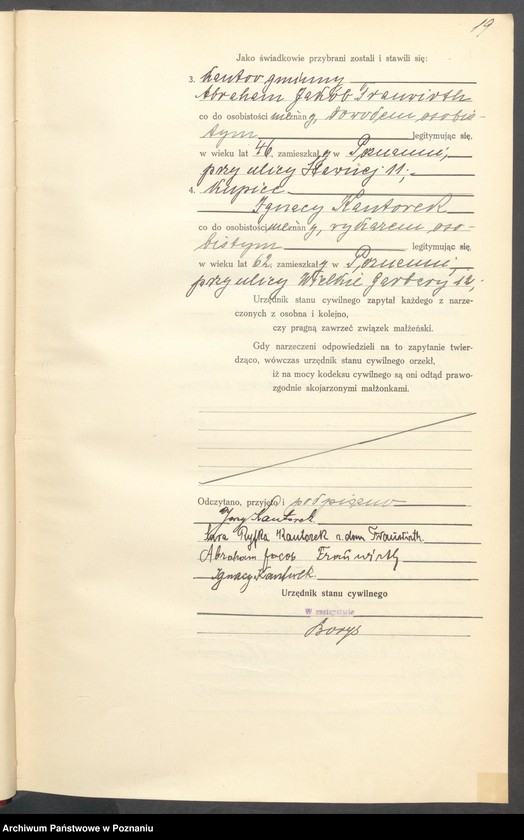 19
Jako świadkowie przybrani zostali i stawili się:
3. kantor gminny
Abraham Jakób Frauwirth
co do osobistości znany, dowodem osobis-
tym legitymując się,
w wieku lat 46, zamieszkały w Poznaniu,
przy ulicy Stawnej 11;
4. kupiec
Ignacy Kantorek
co do osobistości znany, wykazem oso-
bistym legitymując się,
w wieku lat 62, zamieszkały w Poznaniu,
przy ulicy Wielkie Garbary 12;
Urzędnik stanu cywilnego zapytał każdego z narze-
czonych z osobna i kolejno,
czy pragną zawrzeć związek małżeński.
Gdy narzeczeni odpowiedzieli na to zapytanie twier-
dząco, wówczas urzędnik stanu cywilnego orzekł,
iż na mocy kodeksu cywilnego są oni odtąd prawo-
zgodnie skojarzonymi małżonkami.
Odczytano, przyjęto i podpisano
Kantorek
Sara Ryfka Kantorek z dom Frauwirth
Abraham Jacob Frauwirth
Ignacy Kantorek
Urzędnik stanu cywilnego
W zastępstwie
Borys
Archiwum Państwowe w Poznaniu